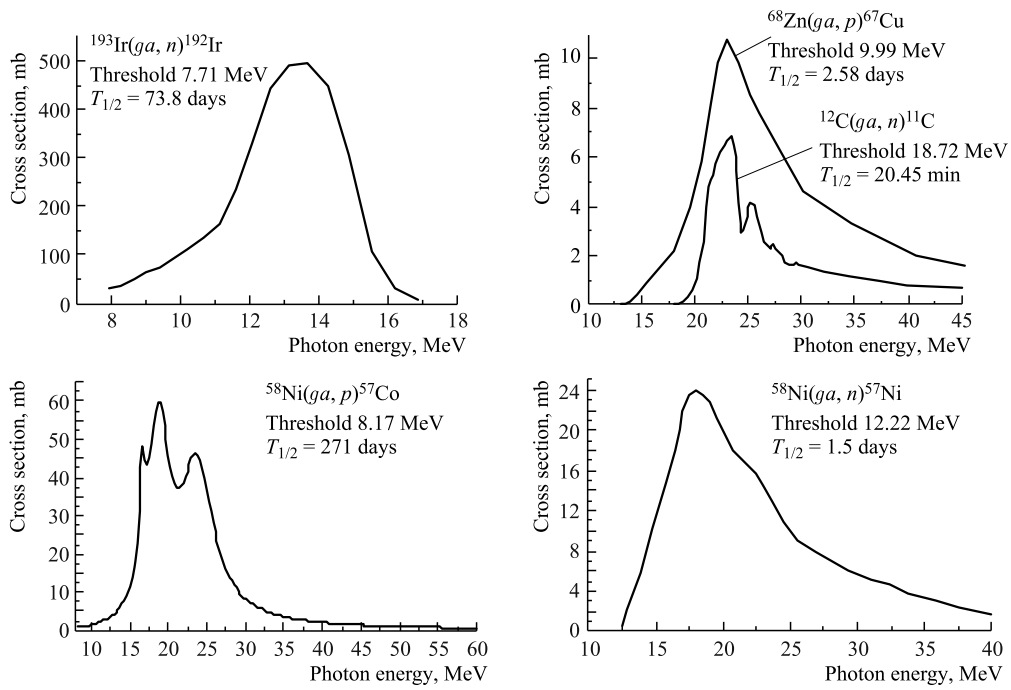 ¹⁹³Ir(ga, n)¹⁹²Ir
Threshold 7.71 MeV
T₁/₂ = 73.8 days
Cross section, mb
500
400
300
200
100
0
8
10
12
14
16
18
Photon energy, MeV
⁶⁸Zn(ga, p)⁶⁷Cu
Threshold 9.99 MeV
T₁/₂ = 2.58 days
¹²C(ga, n)¹¹C
Threshold 18.72 MeV
T₁/₂ = 20.45 min
Cross section, mb
10
8
6
4
2
0
10
15
20
25
30
35
40
45
Photon energy, MeV
⁵⁸Ni(ga, p)⁵⁷Co
Threshold 8.17 MeV
T₁/₂ = 271 days
Cross section, mb
60
50
40
30
20
10
0
10
15
20
25
30
35
40
45
50
55
60
Photon energy, MeV
⁵⁸Ni(ga, n)⁵⁷Ni
Threshold 12.22 MeV
T₁/₂ = 1.5 days
Cross section, mb
24
20
16
12
8
4
0
10
15
20
25
30
35
40
Photon energy, MeV